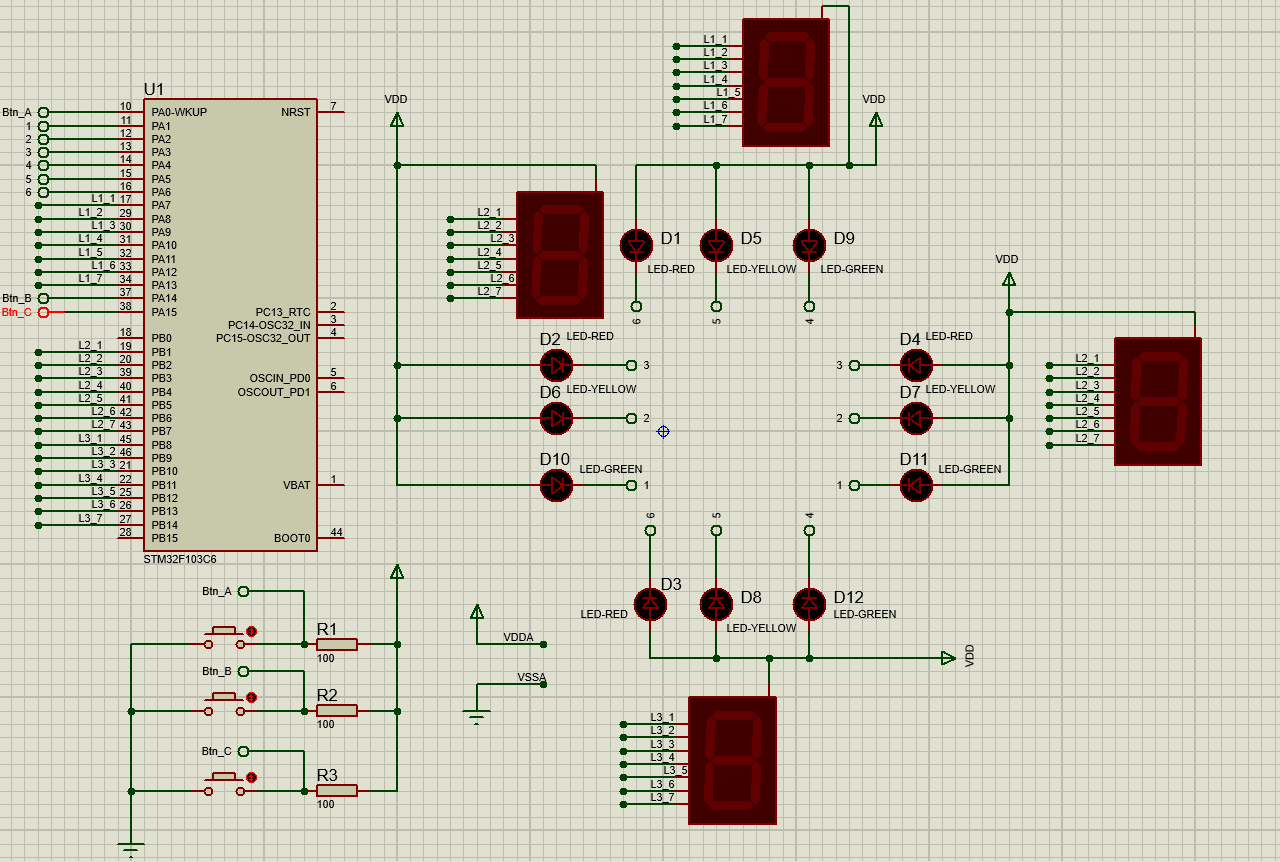 U1
Btn_A 10 PA0-WKUP NRST 7
1 11 PA1
2 12 PA2
3 13 PA3
4 14 PA4
5 15 PA5
6 16 PA6
L1_1 17 PA7
L1_2 29 PA8
L1_3 30 PA9
L1_4 31 PA10
L1_5 32 PA11
L1_6 33 PA12
L1_7 34 PA13
Btn_B 37 PA14
Btn_C 38 PA15 PC13_RTC 2
PC14-OSC32_IN 3
18 PB0 PC15-OSC32_OUT 4
L2_1 19 PB1
L2_2 20 PB2
L2_3 39 PB3 OSCIN_PD0 5
L2_4 40 PB4 OSCOUT_PD1 6
L2_5 41 PB5
L2_6 42 PB6
L2_7 43 PB7
L3_1 45 PB8
L3_2 46 PB9
L3_3 21 PB10
L3_4 22 PB11 VBAT 1
L3_5 25 PB12
L3_6 26 PB13
L3_7 27 PB14
28 PB15 BOOT0 44
STM32F103C6
VDD
L1_1
L1_2
L1_3
L1_4
L1_5
L1_6
L1_7
VDD
L2_1
L2_2
L2_3
L2_4
L2_5
L2_6
L2_7
D1 D5 D9
LED-RED LED-YELLOW LED-GREEN
6 5 4
VDD
D2 LED-RED
3
LED-YELLOW
D6
2
D10 LED-GREEN
1
D4 LED-RED
3
LED-YELLOW
D7
2
D11 LED-GREEN
1
L2_1
L2_2
L2_3
L2_4
L2_5
L2_6
L2_7
6 5 4
D3 D8 D12
LED-RED LED-YELLOW LED-GREEN
VDD
Btn_A
R1
100
Btn_B
R2
100
Btn_C
R3
100
VDDA
VSSA
L3_1
L3_2
L3_3
L3_4
L3_5
L3_6
L3_7